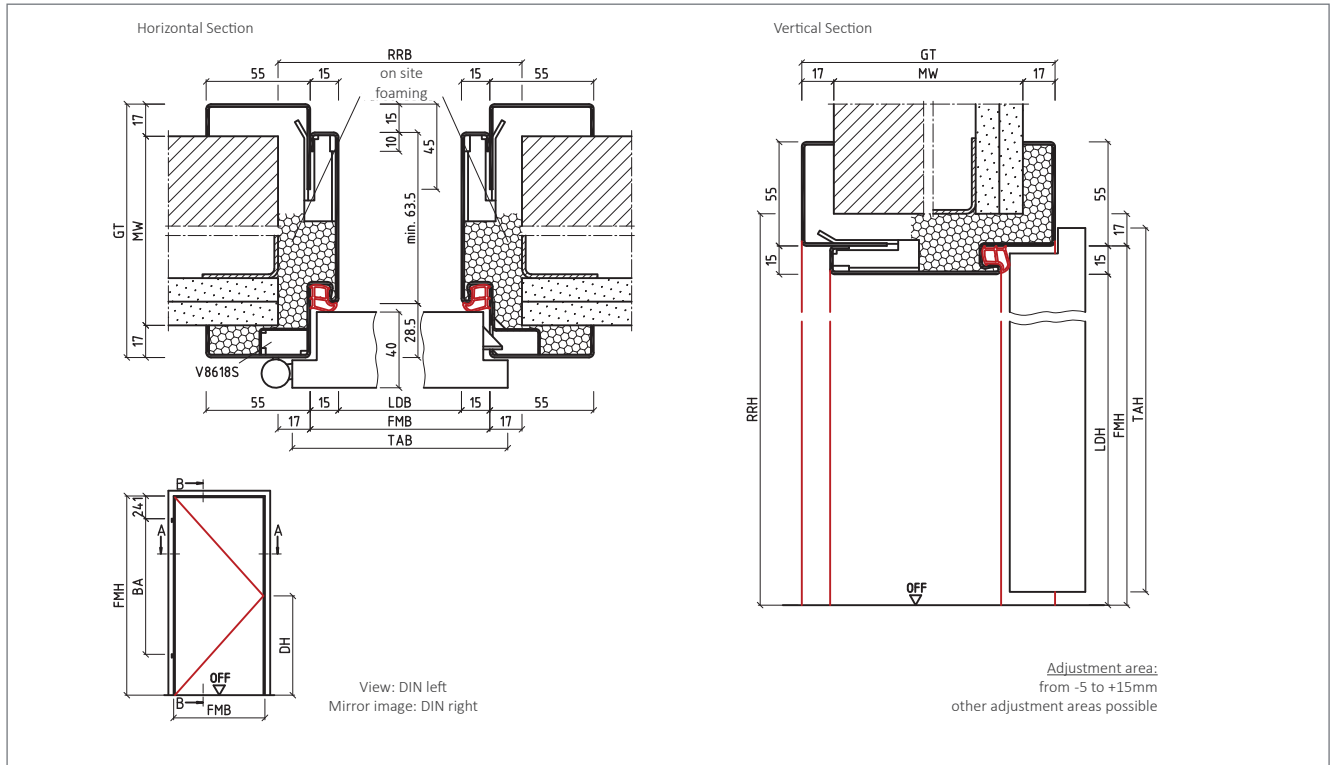 Horizontal Section
RRB
55
15
on site
foaming
15
55
17
15
10
45
GT
MW
min. 63.5
17
40
28.5
V8618S
55
15
LDB
15
55
17
FMB
17
TAB
Vertical Section
GT
17
MW
17
55
15
55
17
15
RRH
LDH
FMH
TAH
OFF
B
241
A
A
FMH
BA
DH
OFF
B
FMB
View: DIN left
Mirror image: DIN right
Adjustment area:
from -5 to +15mm
other adjustment areas possible